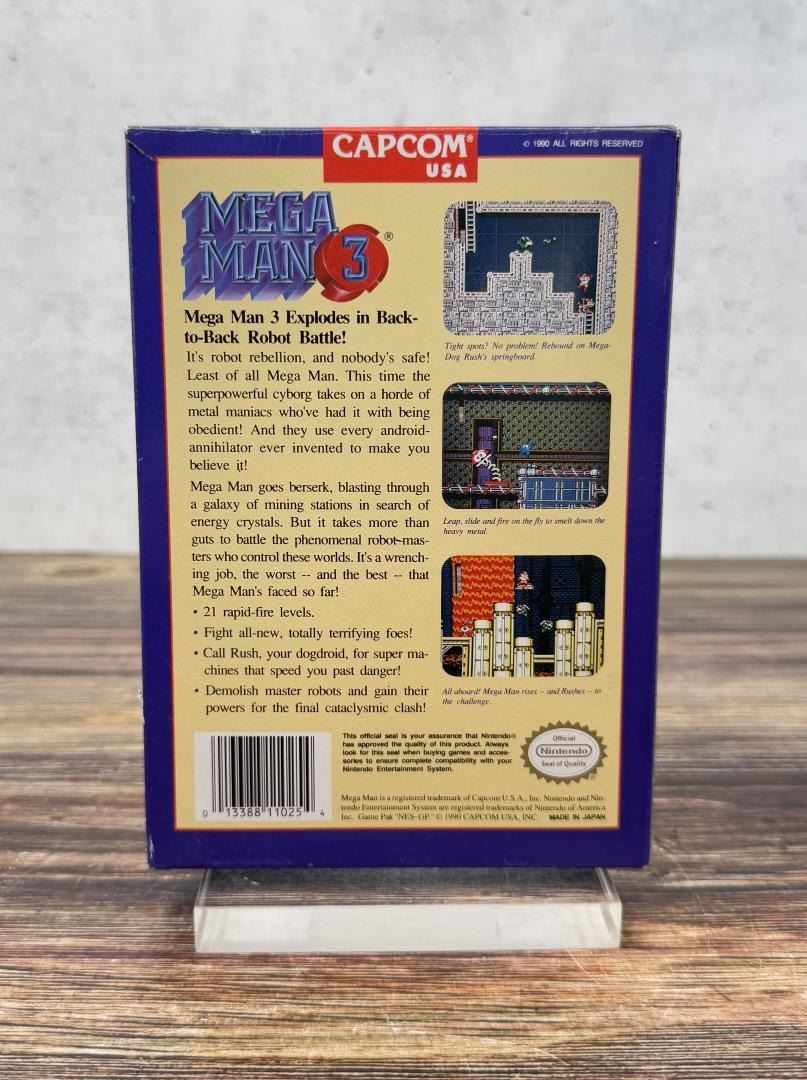 CAPCOM®
USA
© 1990 ALL RIGHTS RESERVED
MEGA
MAN 3®
Mega Man 3 Explodes in Back-
to-Back Robot Battle!
It's robot rebellion, and nobody's safe!
Least of all Mega Man. This time the
superpowerful cyborg takes on a horde of
metal maniacs who've had it with being
obedient! And they use every android-
annihilator ever invented to make you
believe it!
Mega Man goes berserk, blasting through
a galaxy of mining stations in search of
energy crystals. But it takes more than
guts to battle the phenomenal robot-mas-
ters who control these worlds. It's a wrench-
ing job, the worst -- and the best -- that
Mega Man's faced so far!
• 21 rapid-fire levels.
• Fight all-new, totally terrifying foes!
• Call Rush, your dogdroid, for super ma-
chines that speed you past danger!
• Demolish master robots and gain their
powers for the final cataclysmic clash!
Tight spots? No problem! Rebound on Mega-
Dog Rush's springboard.
Leap, slide and fire on the fly to smelt down the
heavy metal.
All aboard! Mega Man rises -- and Rushes -- to
the challenge.
0 13388 11025 4
This official seal is your assurance that Nintendo®
has approved the quality of this product. Always
look for this seal when buying games and acces-
sories to ensure complete compatibility with your
Nintendo Entertainment System.
Official
Nintendo
Seal of Quality
®
Mega Man is a registered trademark of Capcom U.S.A., Inc. Nintendo and Nin-
tendo Entertainment System are registered trademarks of Nintendo of America
Inc. Game Pak "NES-GP." © 1990 CAPCOM USA, INC. MADE IN JAPAN